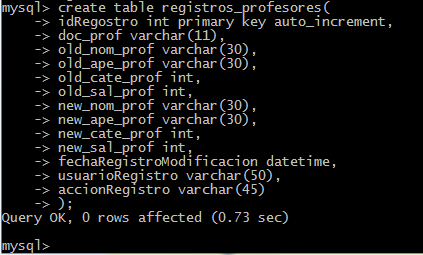 mysql> create table registros_profesores(
-> idRegostro int primary key auto_increment,
-> doc_prof varchar(11),
-> old_nom_prof varchar(30),
-> old_ape_prof varchar(30),
-> old_cate_prof int,
-> old_sal_prof int,
-> new_nom_prof varchar(30),
-> new_ape_prof varchar(30),
-> new_cate_prof int,
-> new_sal_prof int,
-> fechaRegistroModificacion datetime,
-> usuarioRegistro varchar(50),
-> accionRegistro varchar(45)
-> );
Query OK, 0 rows affected (0.73 sec)
mysql>